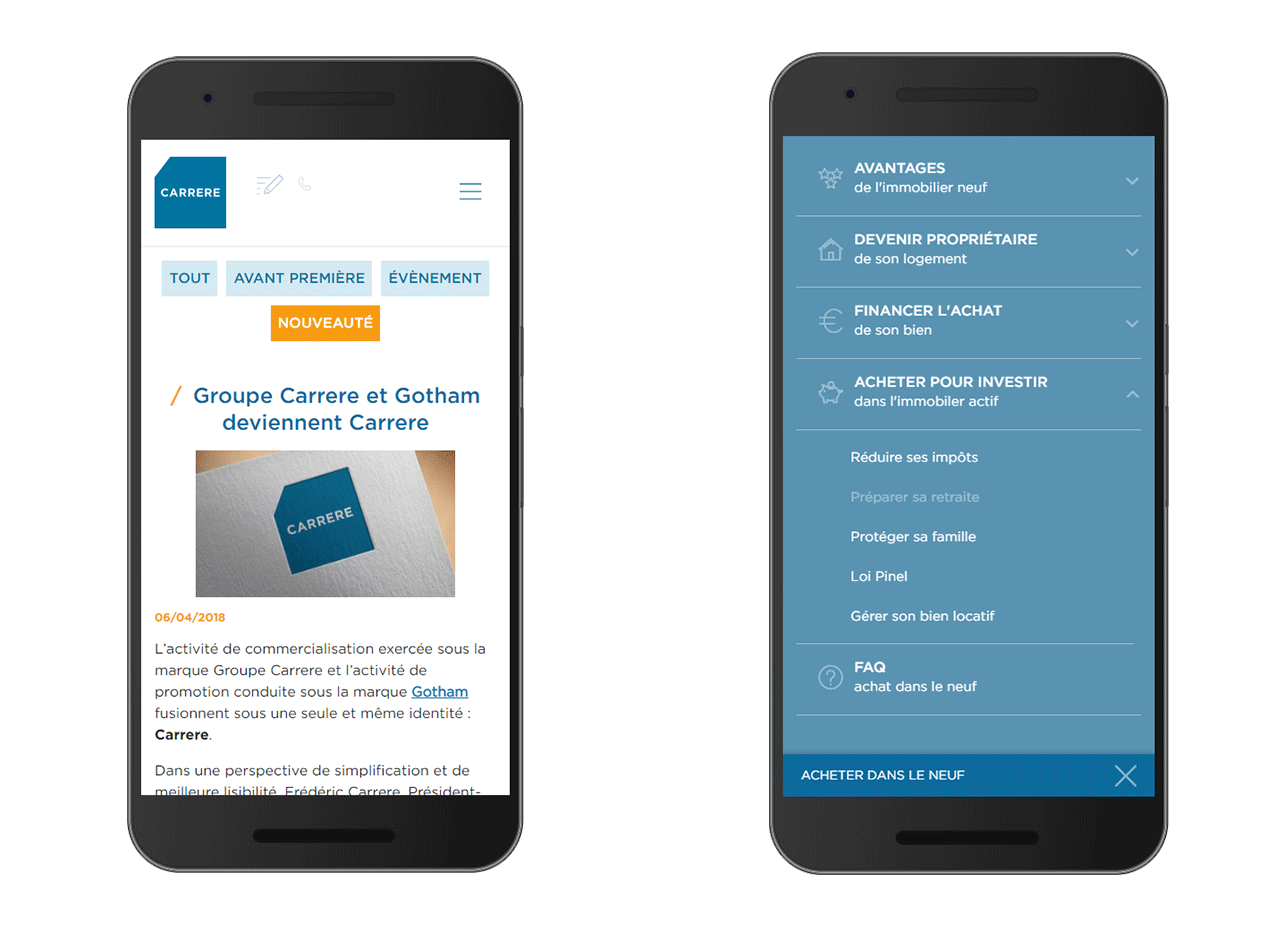 CARRERE
TOUT
AVANT PREMIÈRE
ÉVÈNEMENT
NOUVEAUTÉ
/ Groupe Carrere et Gotham
deviennent Carrere
CARRERE
06/04/2018
L'activité de commercialisation exercée sous la
marque Groupe Carrere et l'activité de
promotion conduite sous la marque Gotham
fusionnent sous une seule et même identité :
Carrere.
Dans une perspective de simplification et de
meilleure lisibilité, Frédéric Carrere, Président-
AVANTAGES
de l'immobilier neuf
DEVENIR PROPRIÉTAIRE
de son logement
FINANCER L'ACHAT
de son bien
ACHETER POUR INVESTIR
dans l'immobiler actif
Réduire ses impôts
Préparer sa retraite
Protéger sa famille
Loi Pinel
Gérer son bien locatif
FAQ
achat dans le neuf
ACHETER DANS LE NEUF